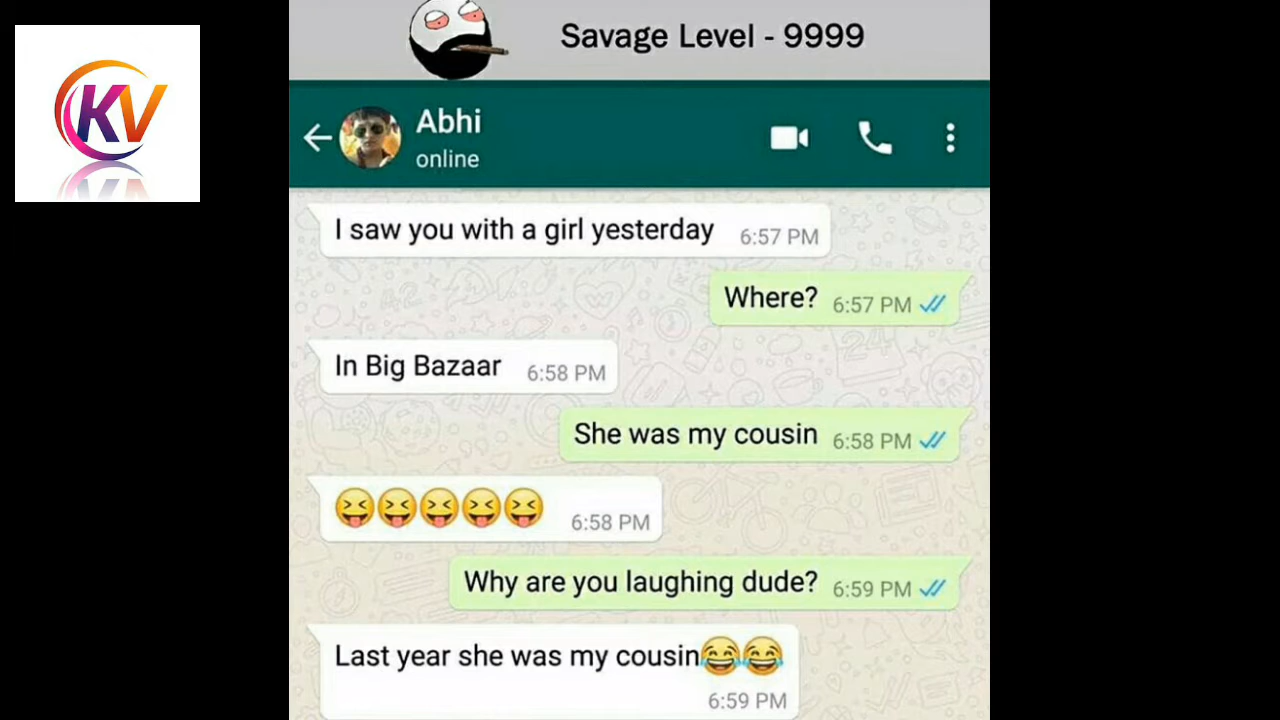 Savage Level - 9999
KV
Abhi
online
I saw you with a girl yesterday 6:57 PM
Where? 6:57 PM
In Big Bazaar 6:58 PM
She was my cousin 6:58 PM
😝😝😝😝😝 6:58 PM
Why are you laughing dude? 6:59 PM
Last year she was my cousin😂😂
6:59 PM